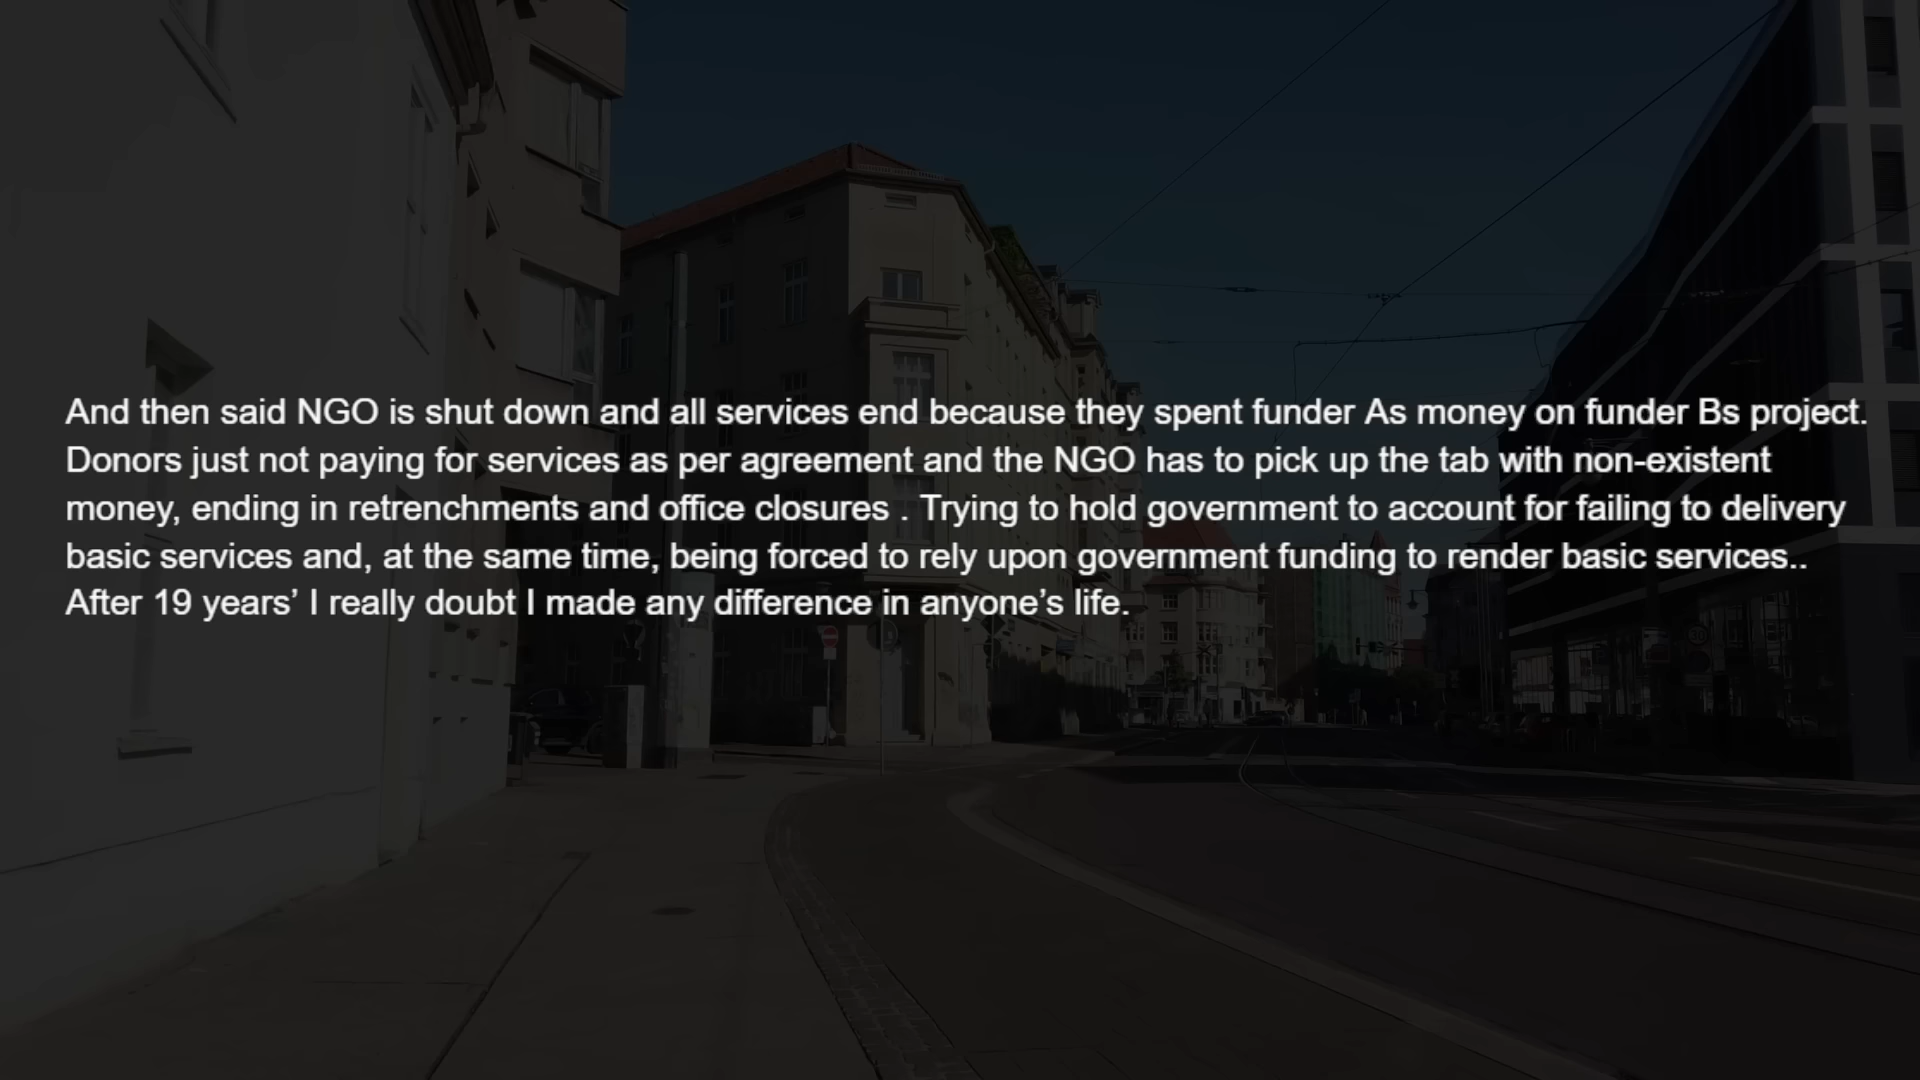 And then said NGO is shut down and all services end because they spent funder As money on funder Bs project.
Donors just not paying for services as per agreement and the NGO has to pick up the tab with non-existent
money, ending in retrenchments and office closures . Trying to hold government to account for failing to delivery
basic services and, at the same time, being forced to rely upon government funding to render basic services..
After 19 years’ I really doubt I made any difference in anyone’s life.